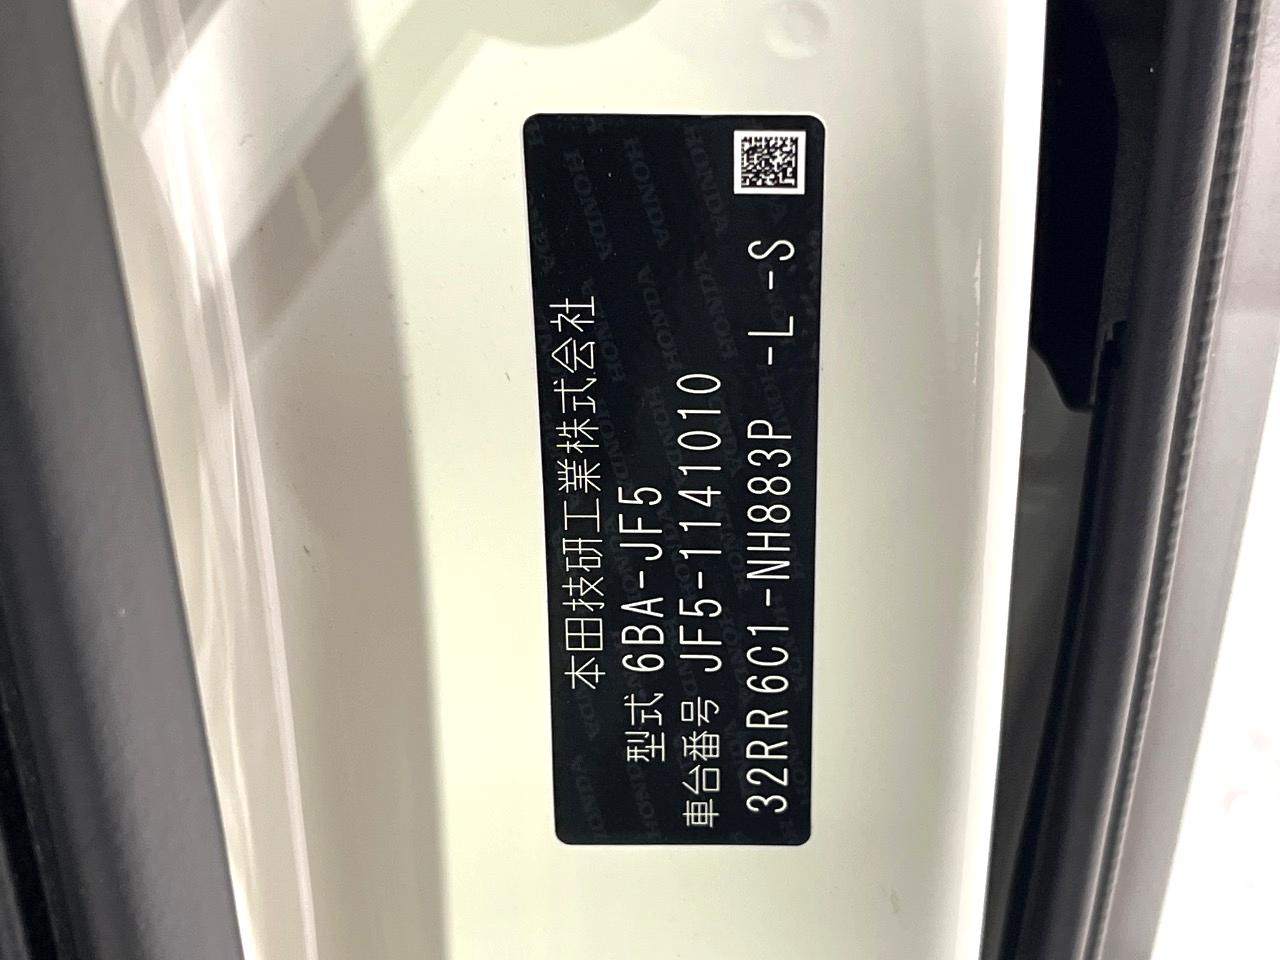 本田技研工業株式会社
型式 6BA-JF5
車台番号 JF5-1141010
32RR6C1-NH883P -L -S